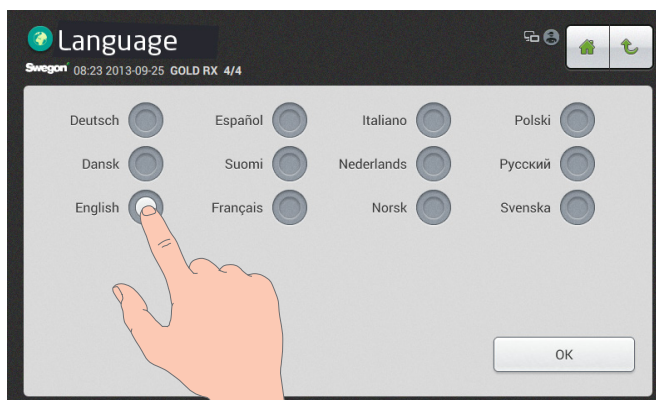 Language
Swegon 08:23 2013-09-25 GOLD RX 4/4
Deutsch Español Italiano Polski
Dansk Suomi Nederlands Русский
English Français Norsk Svenska
OK